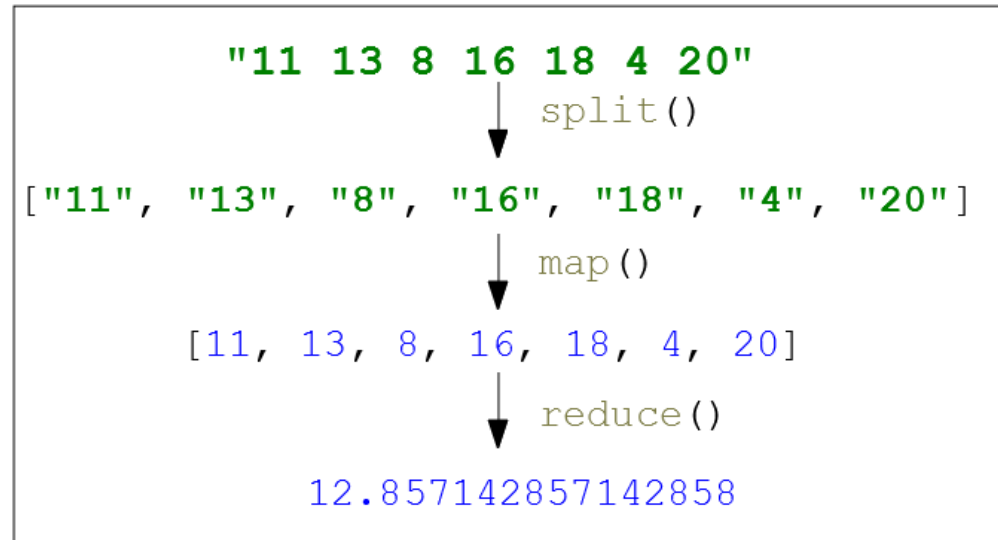 "11 13 8 16 18 4 20"
split()
["11", "13", "8", "16", "18", "4", "20"]
map()
[11, 13, 8, 16, 18, 4, 20]
reduce()
12.857142857142858